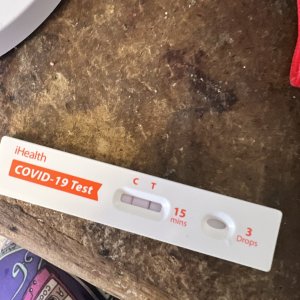 iHealth
COVID-19 Test
C T
15
mins
3
Drops